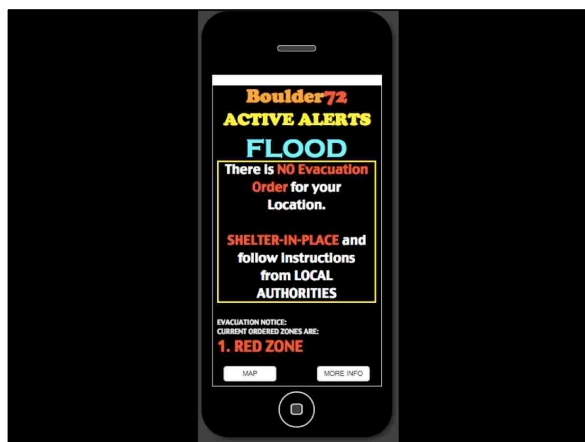 Boulder72
ACTIVE ALERTS
FLOOD
There is NO Evacuation
Order for your
Location.
SHELTER-IN-PLACE and
follow instructions
from LOCAL
AUTHORITIES
EVACUATION NOTICE:
CURRENT ORDERED ZONES ARE:
1. RED ZONE
MAP
MORE INFO